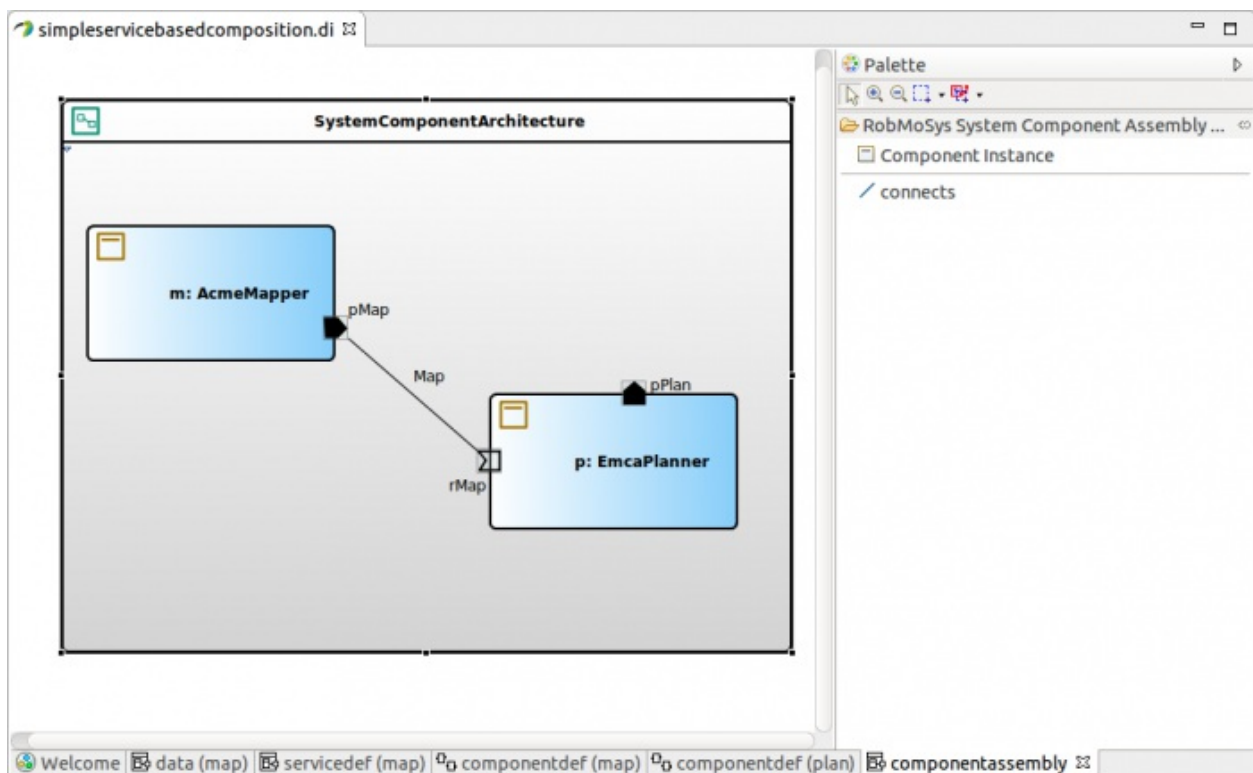 simpleservicebasedcomposition.di
Palette
RobMoSys System Component Assembly ...
Component Instance
connects
SystemComponentArchitecture
m: AcmeMapper
pMap
Map
pPlan
p: EmcaPlanner
rMap
Welcome data (map) servicedef (map) componentdef (map) componentdef (plan) componentassembly